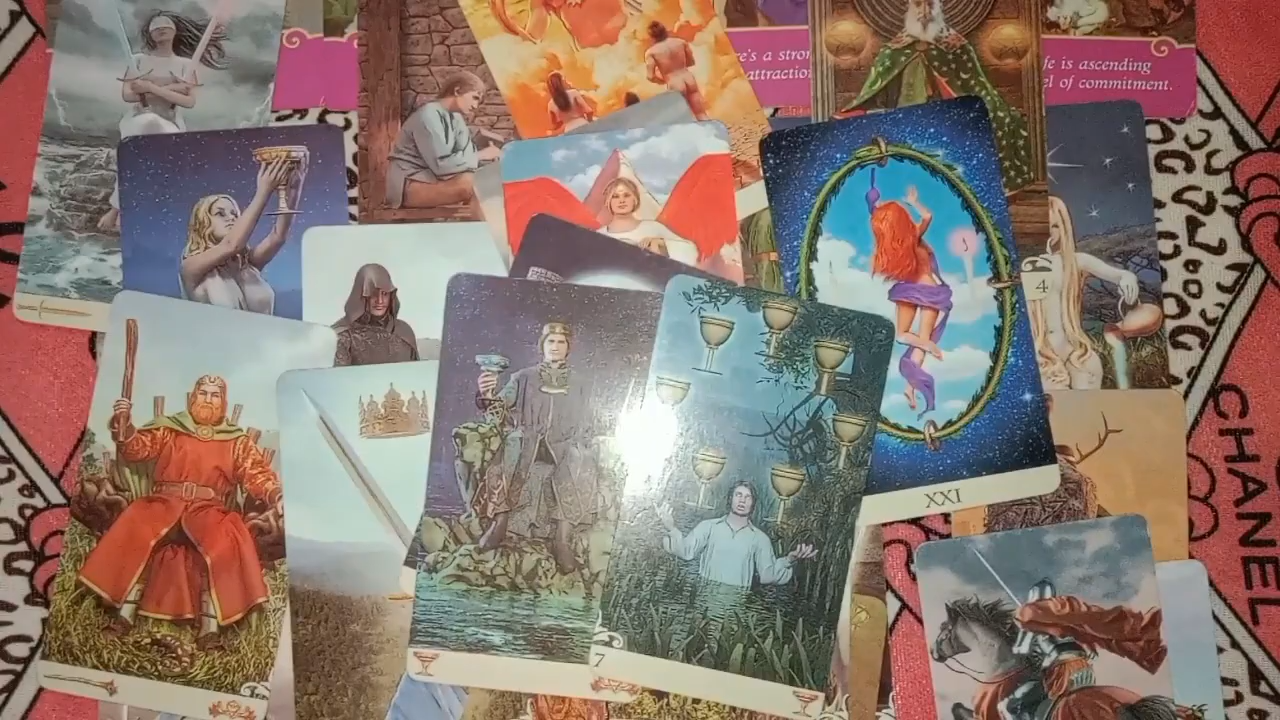 re's a stron
attraction
fe is ascending
el of commitment.
4
XXI
7
CHANEL